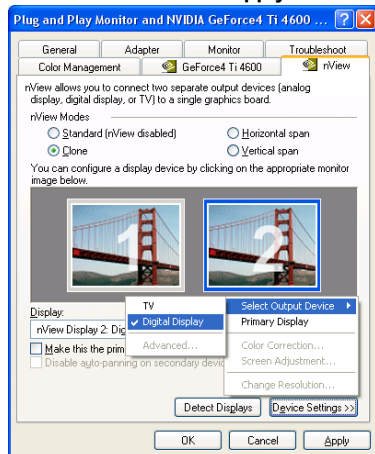 Plug and Play Monitor and NVIDIA GeForce4 Ti 4600 ...
General Adapter Monitor Troubleshoot
Color Management GeForce4 Ti 4600 nView
nView allows you to connect two separate output devices (analog
display, digital display, or TV) to a single graphics board.
nView Modes
Standard (nView disabled) Horizontal span
Clone Vertical span
You can configure a display device by clicking on the appropriate monitor
image below.
1 2
Display:
nView Display 2: Dig
TV
Digital Display
Advanced...
Select Output Device
Primary Display
Color Correction...
Screen Adjustment...
Change Resolution...
Make this the prim
Disable auto-panning on secondary devic
Detect Displays Device Settings >>
OK Cancel Apply